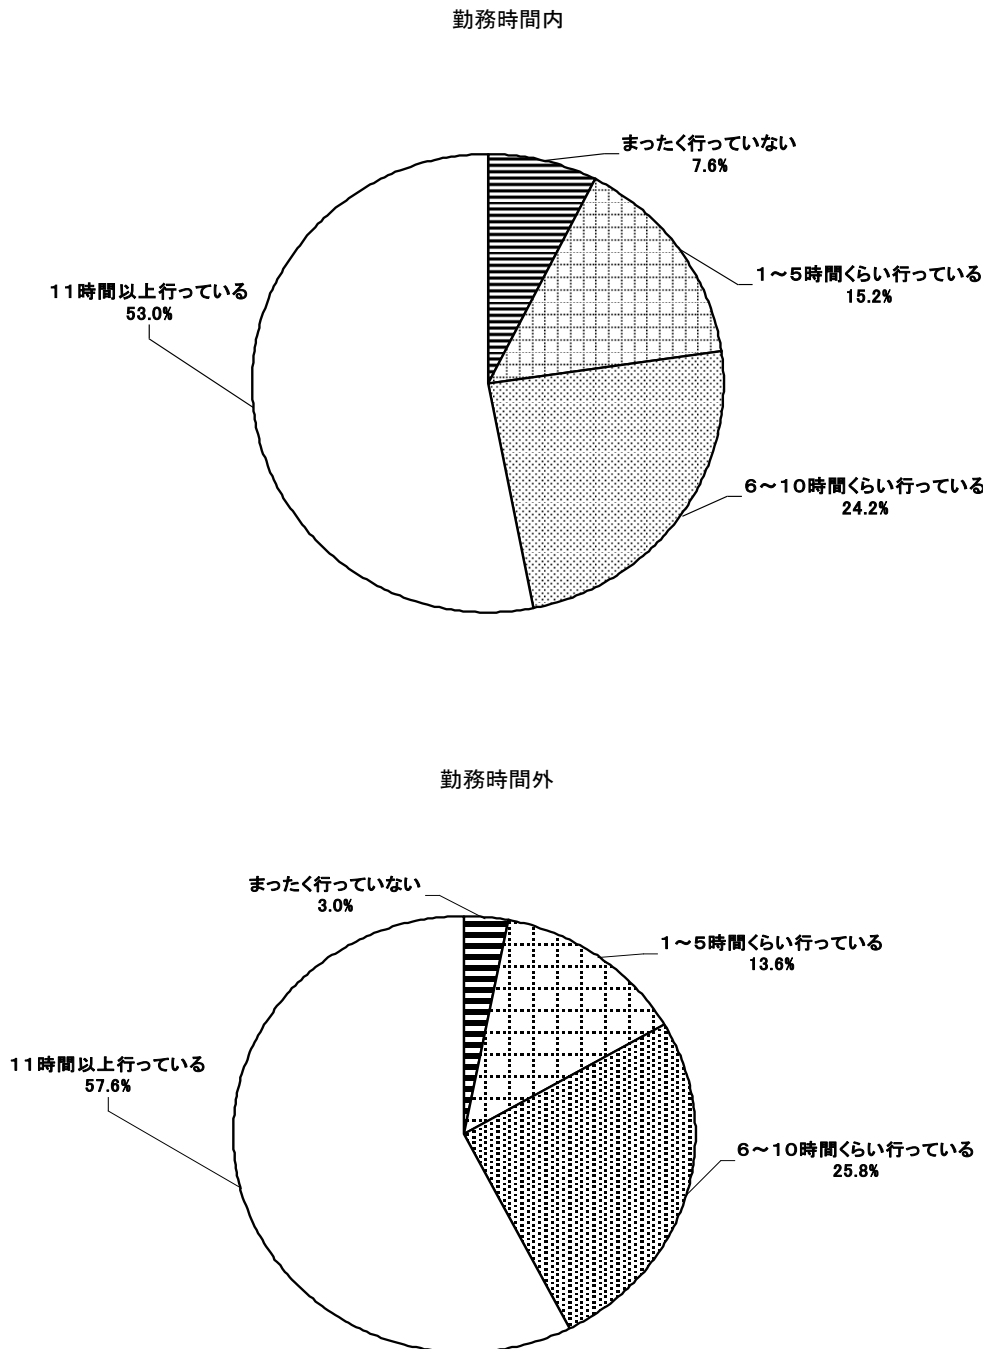 勤務時間内
まったく行っていない
7.6%
1~5時間くらい行っている
15.2%
11時間以上行っている
53.0%
6~10時間くらい行っている
24.2%
勤務時間外
まったく行っていない
3.0%
1~5時間くらい行っている
13.6%
11時間以上行っている
57.6%
6~10時間くらい行っている
25.8%